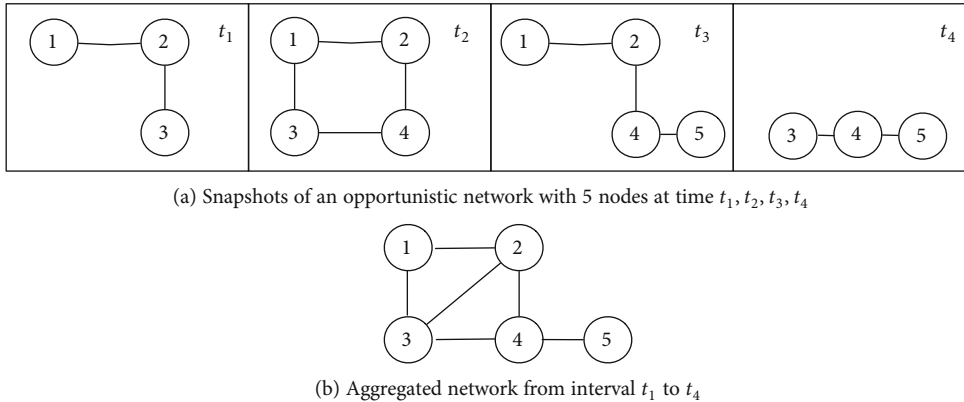 1 2 t1 1 2 t2 1 2 t3 t4
3 3 4 4 5 3 4 5
(a) Snapshots of an opportunistic network with 5 nodes at time t1, t2, t3, t4
1 2
3 4 5
(b) Aggregated network from interval t1 to t4